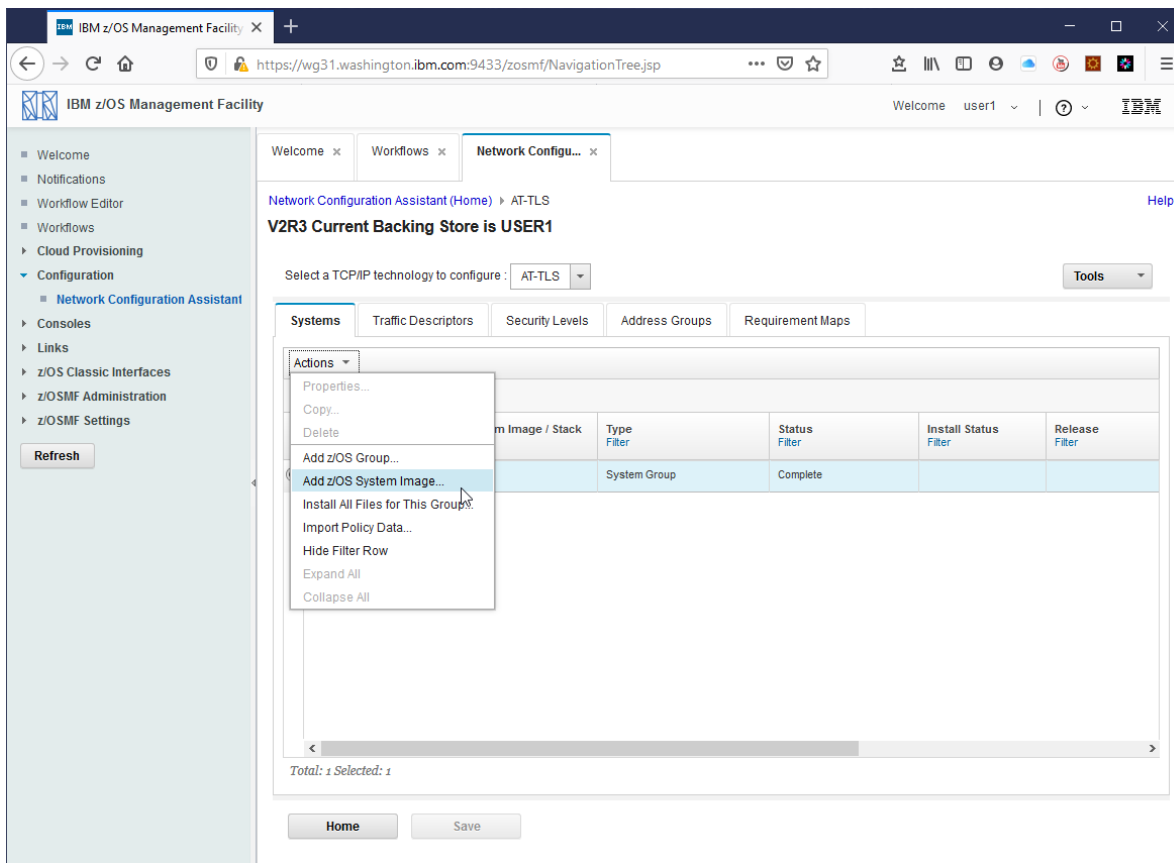 IBM IBM z/OS Management Facility
https://wg31.washington.ibm.com:9433/zosmf/NavigationTree.jsp
IBM z/OS Management Facility
Welcome user1
IBM
Welcome
Notifications
Workflow Editor
Workflows
Cloud Provisioning
Configuration
Network Configuration Assistant
Consoles
Links
z/OS Classic Interfaces
z/OSMF Administration
z/OSMF Settings
Refresh
Welcome Workflows Network Configu...
Network Configuration Assistant (Home) AT-TLS
Help
V2R3 Current Backing Store is USER1
Select a TCP/IP technology to configure : AT-TLS
Tools
Systems Traffic Descriptors Security Levels Address Groups Requirement Maps
Actions
Properties...
Copy...
Delete
Add z/OS Group...
Add z/OS System Image...
Install All Files for This Group...
Import Policy Data...
Hide Filter Row
Expand All
Collapse All
m Image / Stack Type Status Install Status Release
Filter Filter Filter Filter
System Group Complete
Total: 1 Selected: 1
Home Save